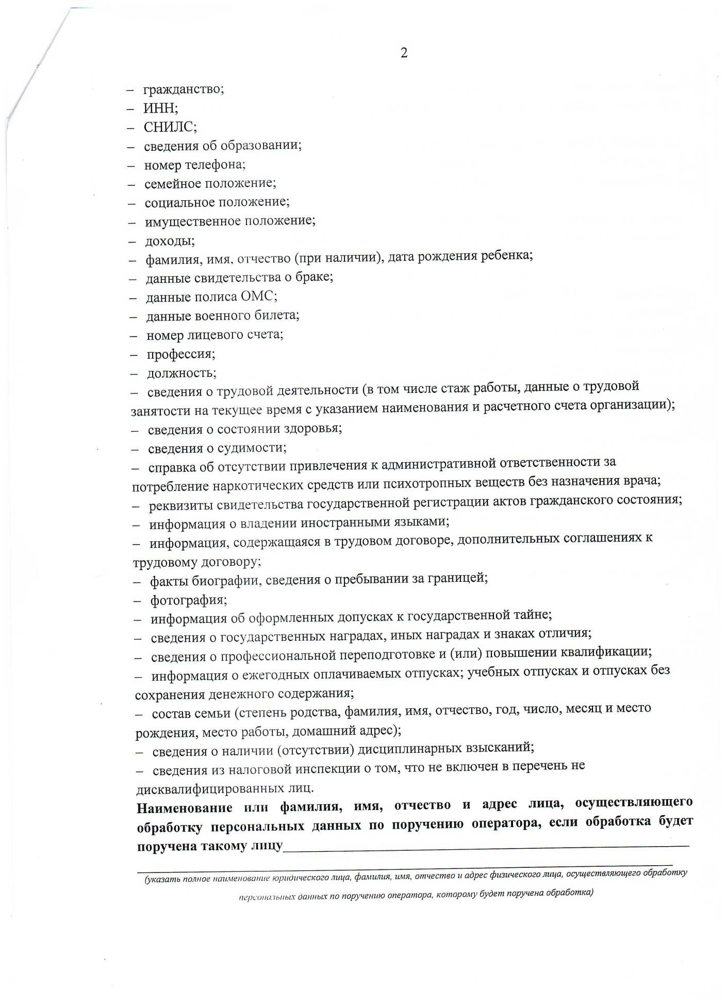 2
– гражданство;
– ИНН;
– СНИЛС;
– сведения об образовании;
– номер телефона;
– семейное положение;
– социальное положение;
– имущественное положение;
– доходы;
– фамилия, имя, отчество (при наличии), дата рождения ребенка;
– данные свидетельства о браке;
– данные полиса ОМС;
– данные военного билета;
– номер лицевого счета;
– профессия;
– должность;
– сведения о трудовой деятельности (в том числе стаж работы, данные о трудовой
занятости на текущее время с указанием наименования и расчетного счета организации);
– сведения о состоянии здоровья;
– сведения о судимости;
– справка об отсутствии привлечения к административной ответственности за
потребление наркотических средств или психотропных веществ без назначения врача;
– реквизиты свидетельства государственной регистрации актов гражданского состояния;
– информация о владении иностранными языками;
– информация, содержащаяся в трудовом договоре, дополнительных соглашениях к
трудовому договору;
– факты биографии, сведения о пребывании за границей;
– фотография;
– информация об оформленных допусках к государственной тайне;
– сведения о государственных наградах, иных наградах и знаках отличия;
– сведения о профессиональной переподготовке и (или) повышении квалификации;
– информация о ежегодных оплачиваемых отпусках; учебных отпусках и отпусках без
сохранения денежного содержания;
– состав семьи (степень родства, фамилия, имя, отчество, год, число, месяц и место
рождения, место работы, домашний адрес);
– сведения о наличии (отсутствии) дисциплинарных взысканий;
– сведения из налоговой инспекции о том, что не включен в перечень не
дисквалифицированных лиц.
Наименование или фамилия, имя, отчество и адрес лица, осуществляющего
обработку персональных данных по поручению оператора, если обработка будет
поручена такому лицу
(указать полное наименование юридического лица, фамилия, имя, отчество и адрес физического лица, осуществляющего обработку
персональных данных по поручению оператора, которому будет поручена обработка)